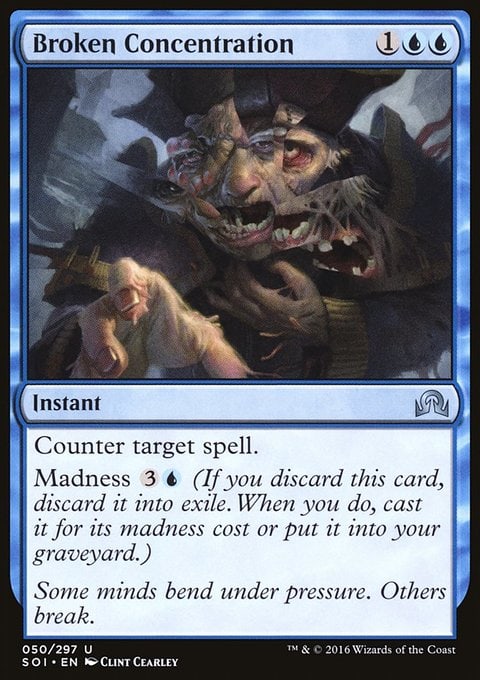 Broken Concentration 1
Instant
Counter target spell.
Madness 3 (If you discard this card,
discard it into exile. When you do, cast
it for its madness cost or put it into your
graveyard.)
Some minds bend under pressure. Others
break.
050/297 U
SOI • EN Clint Cearley
™ & © 2016 Wizards of the Coast